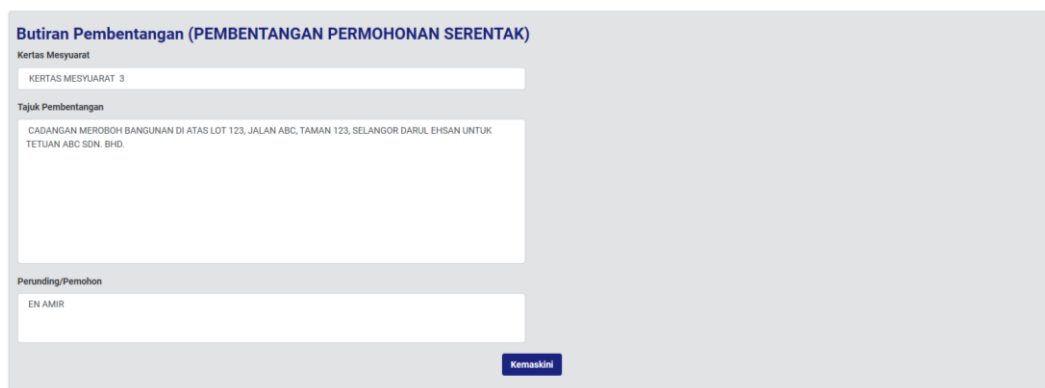 Butiran Pembentangan (PEMBENTANGAN PERMOHONAN SERENTAK)
Kertas Mesyuarat
KERTAS MESYUARAT 3
Tajuk Pembentangan
CADANGAN MEROBOH BANGUNAN DI ATAS LOT 123, JALAN ABC, TAMAN 123, SELANGOR DARUL EHSAN UNTUK
TETUAN ABC SDN. BHD.
Perunding/Pemohon
EN AMIR
Kemaskini